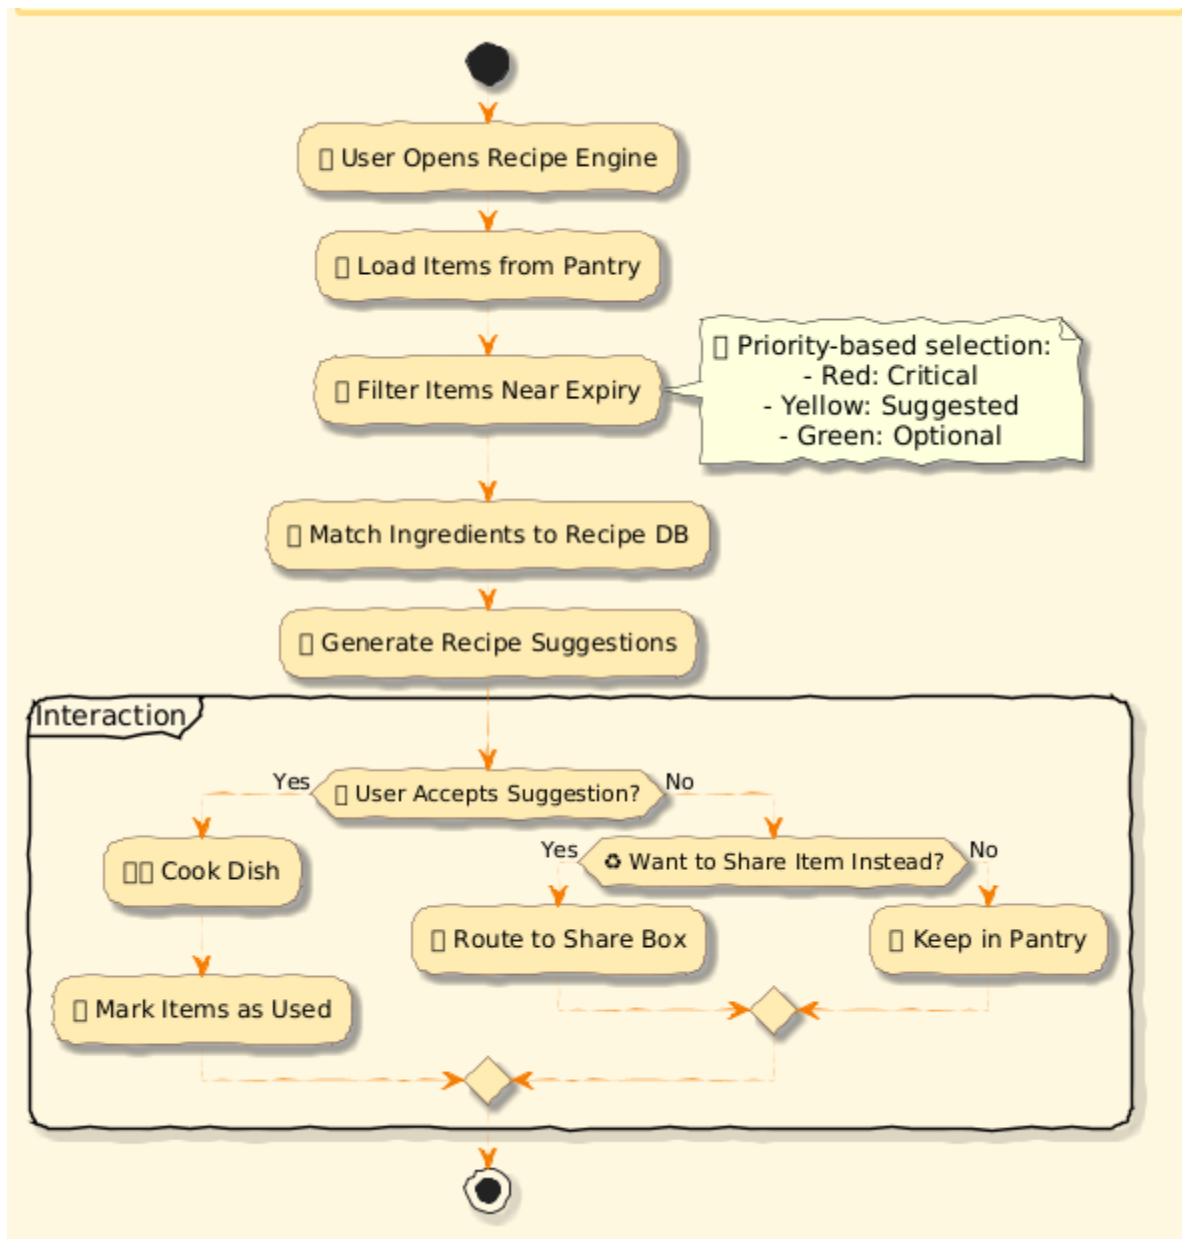 User Opens Recipe Engine
Load Items from Pantry
Filter Items Near Expiry
Priority-based selection:
- Red: Critical
- Yellow: Suggested
- Green: Optional
Match Ingredients to Recipe DB
Generate Recipe Suggestions
Interaction
Yes
User Accepts Suggestion?
No
Cook Dish
Yes
♻ Want to Share Item Instead?
No
Route to Share Box
Keep in Pantry
Mark Items as Used